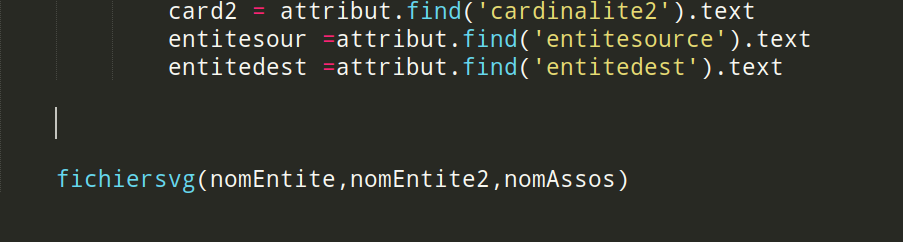 card2 = attribut.find('cardinalite2').text
entitesour =attribut.find('entitesource').text
entitedest =attribut.find('entitedest').text
fichiersvg(nomEntite,nomEntite2,nomAssos)